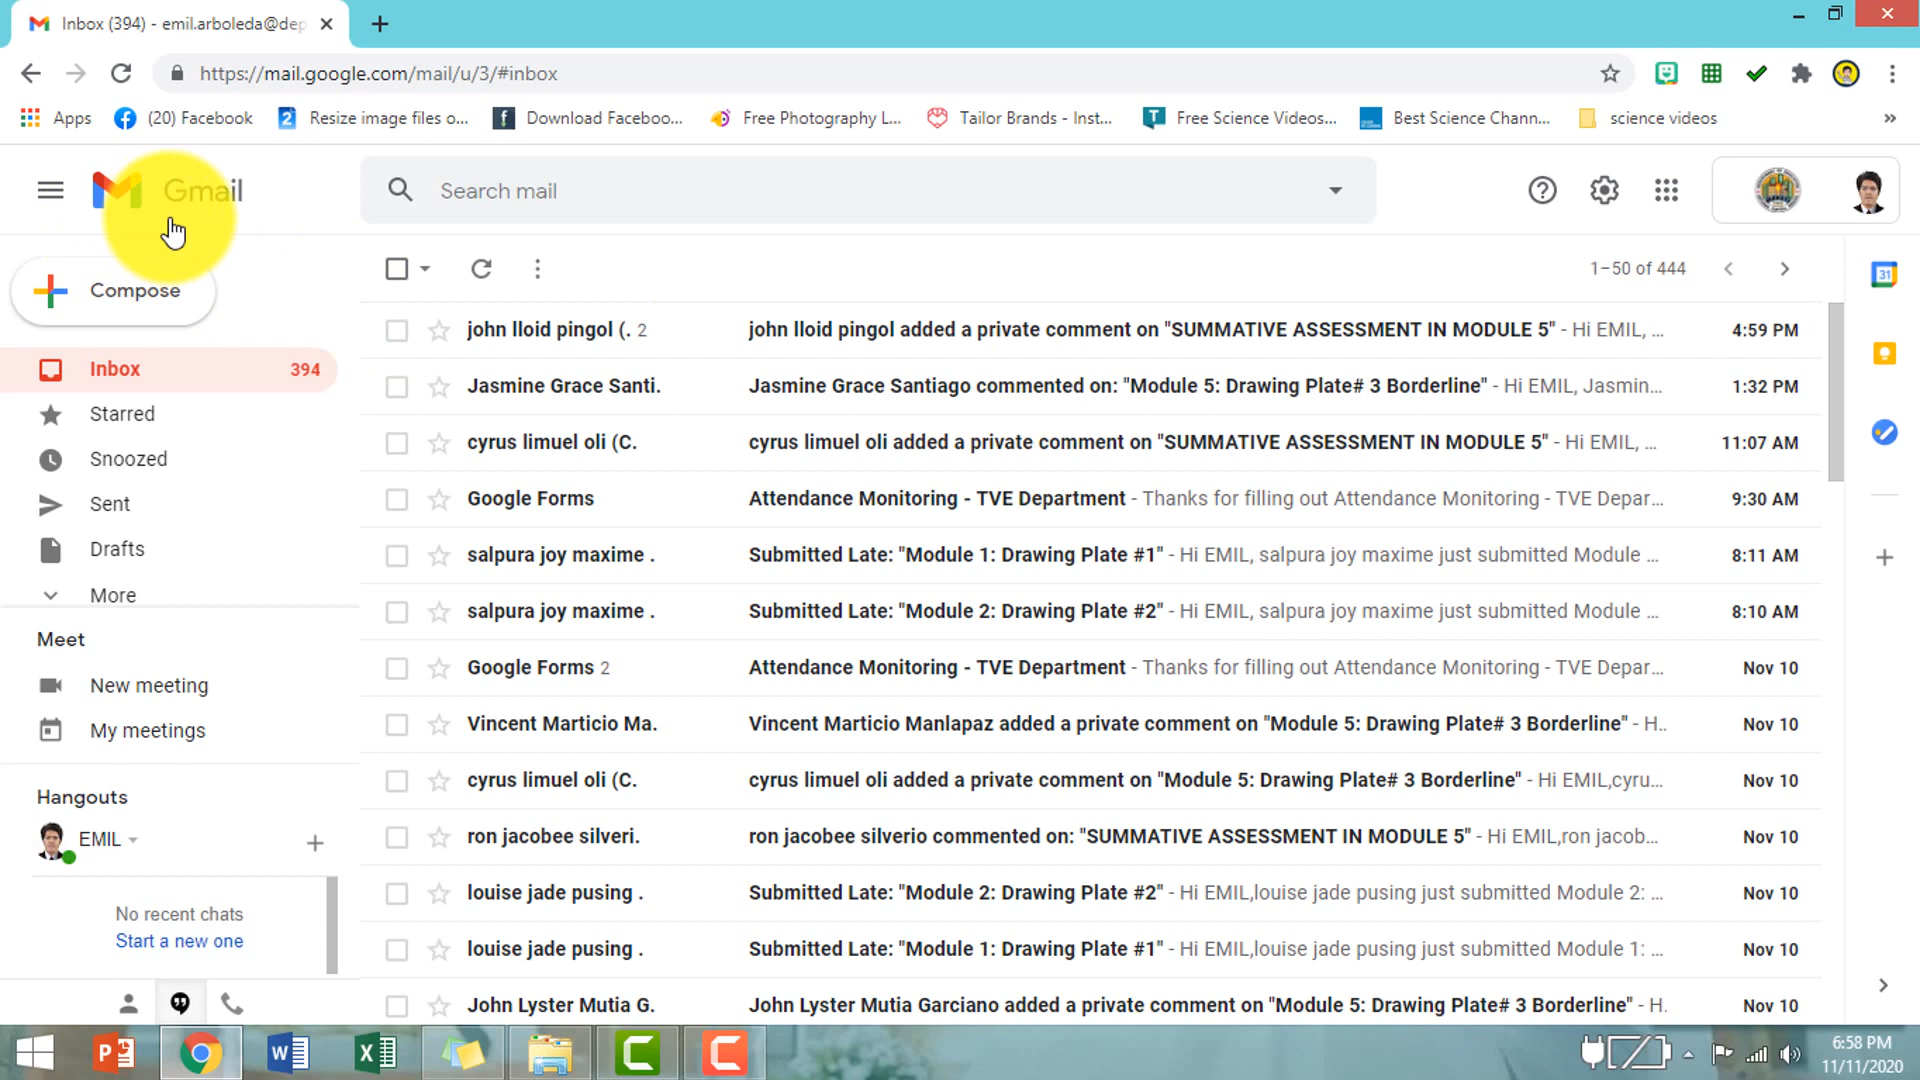 Inbox (394) - emil.arboleda@dep
https://mail.google.com/mail/u/3/#inbox
Apps
(20) Facebook
Resize image files o...
Download Faceboo...
Free Photography L...
Tailor Brands - Inst...
Free Science Videos...
Best Science Chann...
science videos
Gmail
Search mail
Compose
1–50 of 444
Inbox 394
Starred
Snoozed
Sent
Drafts
More
Meet
New meeting
My meetings
Hangouts
EMIL
No recent chats
Start a new one
john lloid pingol (. 2 john lloid pingol added a private comment on "SUMMATIVE ASSESSMENT IN MODULE 5" - Hi EMIL, ... 4:59 PM
Jasmine Grace Santi. Jasmine Grace Santiago commented on: "Module 5: Drawing Plate# 3 Borderline" - Hi EMIL, Jasmin... 1:32 PM
cyrus limuel oli (C. cyrus limuel oli added a private comment on "SUMMATIVE ASSESSMENT IN MODULE 5" - Hi EMIL, ... 11:07 AM
Google Forms Attendance Monitoring - TVE Department - Thanks for filling out Attendance Monitoring - TVE Depar... 9:30 AM
salpura joy maxime . Submitted Late: "Module 1: Drawing Plate #1" - Hi EMIL, salpura joy maxime just submitted Module ... 8:11 AM
salpura joy maxime . Submitted Late: "Module 2: Drawing Plate #2" - Hi EMIL, salpura joy maxime just submitted Module ... 8:10 AM
Google Forms 2 Attendance Monitoring - TVE Department - Thanks for filling out Attendance Monitoring - TVE Depar... Nov 10
Vincent Marticio Ma. Vincent Marticio Manlapaz added a private comment on "Module 5: Drawing Plate# 3 Borderline" - H.. Nov 10
cyrus limuel oli (C. cyrus limuel oli added a private comment on "Module 5: Drawing Plate# 3 Borderline" - Hi EMIL,cyru... Nov 10
ron jacobee silveri. ron jacobee silverio commented on: "SUMMATIVE ASSESSMENT IN MODULE 5" - Hi EMIL,ron jacob... Nov 10
louise jade pusing . Submitted Late: "Module 2: Drawing Plate #2" - Hi EMIL,louise jade pusing just submitted Module 2: ... Nov 10
louise jade pusing . Submitted Late: "Module 1: Drawing Plate #1" - Hi EMIL,louise jade pusing just submitted Module 1: ... Nov 10
John Lyster Mutia G. John Lyster Mutia Garciano added a private comment on "Module 5: Drawing Plate# 3 Borderline" - H. Nov 10
31
6:58 PM
11/11/2020